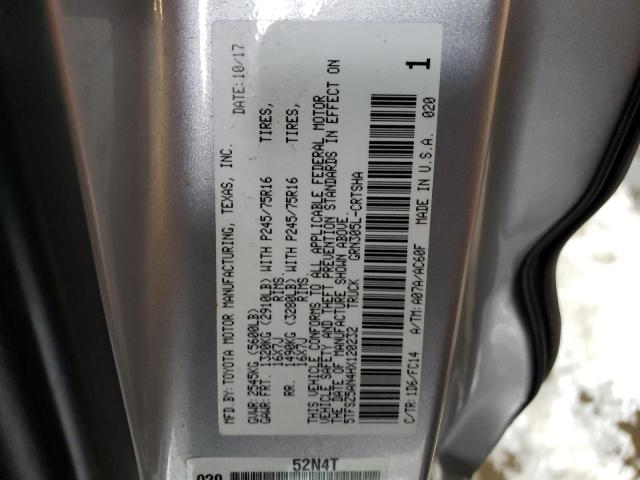 MFD.BY:TOYOTA MOTOR MANUFACTURING, TEXAS, INC. DATE:10/17
GVWR:2545KG(5600LB)
GAWR:FRT. 1320KG(2910LB)WITH P245/75R16 TIRES,
16X7J RIMS,
RR. 1490KG(3280LB)WITH P245/75R16 TIRES,
16X7J RIMS
THIS VEHICLE CONFORMS TO ALL APPLICABLE FEDERAL MOTOR
VEHICLE SAFETY AND THEFT PREVENTION STANDARDS IN EFFECT ON
THE DATE OF MANUFACTURE SHOWN ABOVE.
5TFSZ5AN4HX120232 TRUCK GRN305L-CRTSHA
C/TR:1D6/FC14 A/TM:A07A/AC60F MADE IN U.S.A. 020
1
52N4T